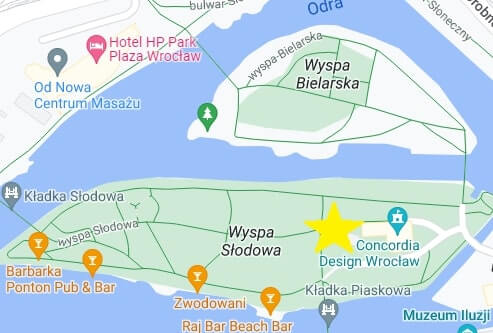 bulwar-Słoneczny
Odra
Hotel HP Park
Plaza Wrocław
wyspa-Bielarska
Wyspa
Bielarska
Od Nowa
Centrum Masażu
Kładka Słodowa
wyspa Słodowa
Wyspa
Słodowa
Concordia
Design Wrocław
Barbarka
Ponton Pub & Bar
Zwodowani
Kładka Piaskowa
Raj Bar Beach Bar
Muzeum Iluzji